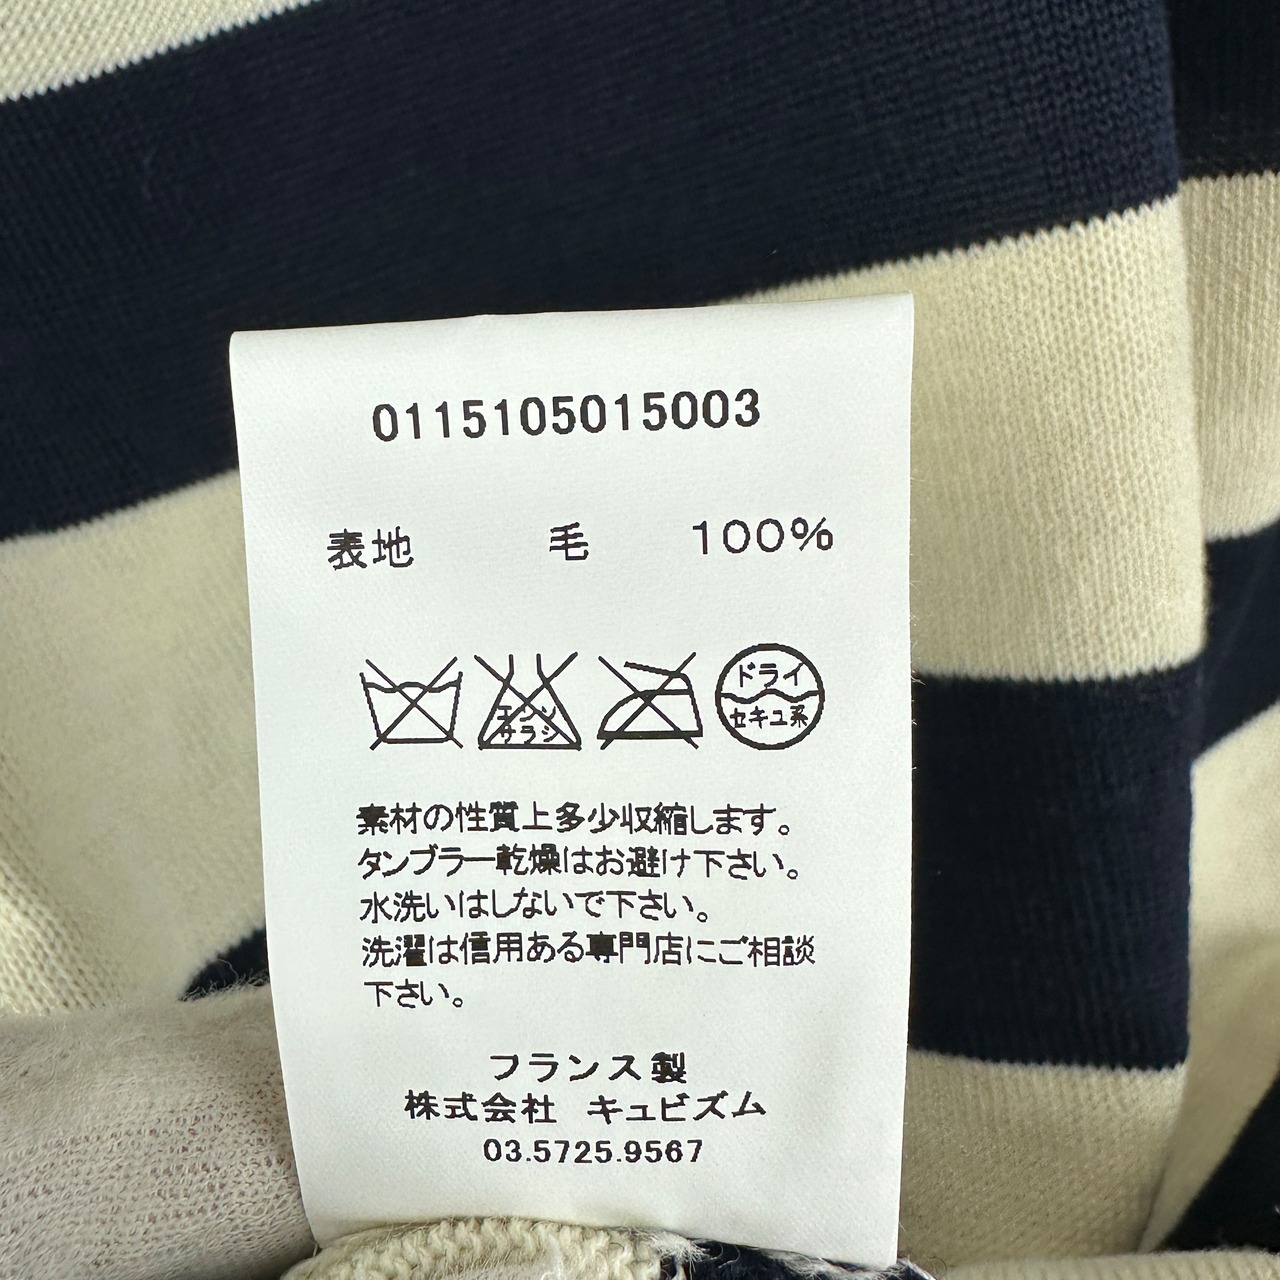 0115105015003
表地 毛 100%
エンソ
サラシ
ドライ
セキユ系
素材の性質上多少収縮します。
タンブラー乾燥はお避け下さい。
水洗いはしないで下さい。
洗濯は信用ある専門店にご相談
下さい。
フランス製
株式会社 キュビズム
03.5725.9567